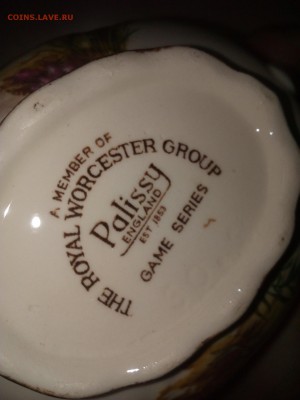 COINS.LAVE.RU
A MEMBER OF
THE ROYAL WORCESTER GROUP
Palissy
ENGLAND
EST 1853
GAME SERIES